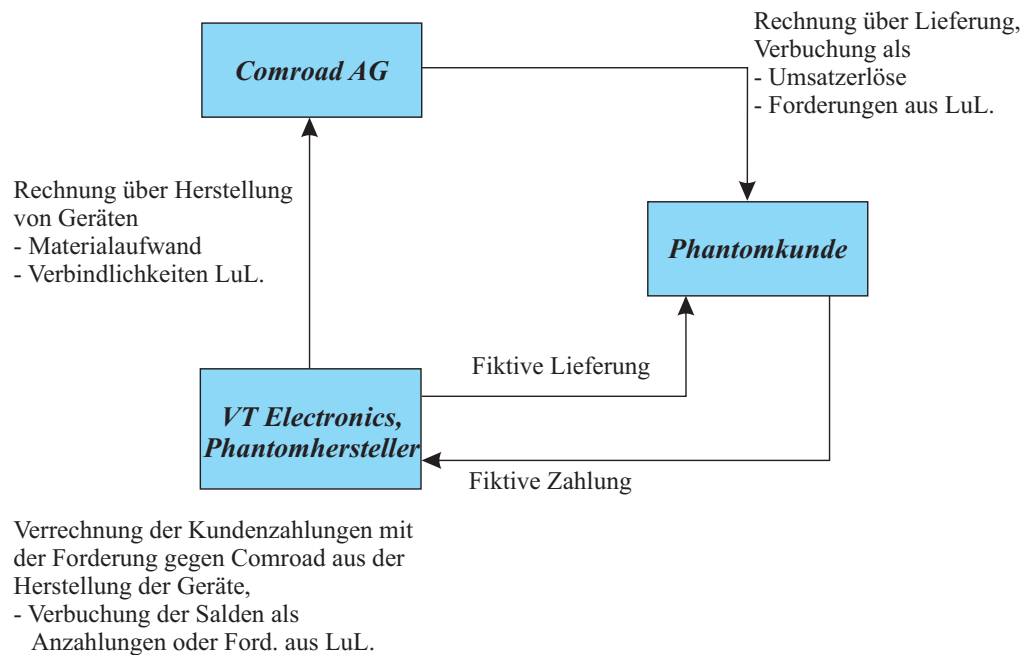 Rechnung über Lieferung,
Verbuchung als
- Umsatzerlöse
- Forderungen aus LuL.
Comroad AG
Rechnung über Herstellung
von Geräten
- Materialaufwand
- Verbindlichkeiten LuL.
Phantomkunde
Fiktive Lieferung
VT Electronics,
Phantomhersteller
Fiktive Zahlung
Verrechnung der Kundenzahlungen mit
der Forderung gegen Comroad aus der
Herstellung der Geräte,
- Verbuchung der Salden als
Anzahlungen oder Ford. aus LuL.